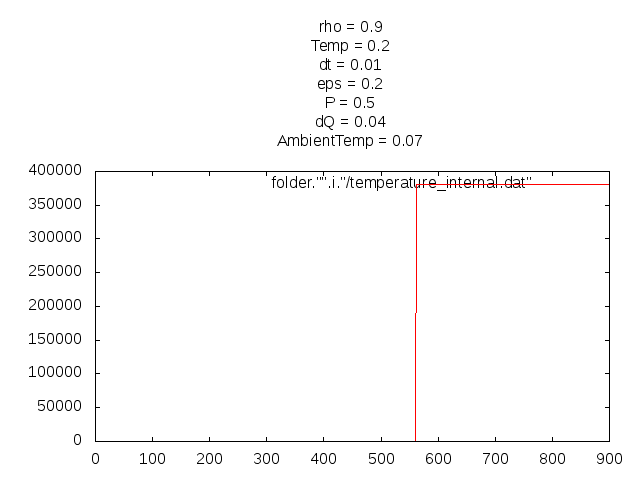 rho = 0.9
Temp = 0.2
dt = 0.01
eps = 0.2
P = 0.5
dQ = 0.04
AmbientTemp = 0.07
400000
folder."".i."/temperature_internal.dat"
350000
300000
250000
200000
150000
100000
50000
0
0 100 200 300 400 500 600 700 800 900